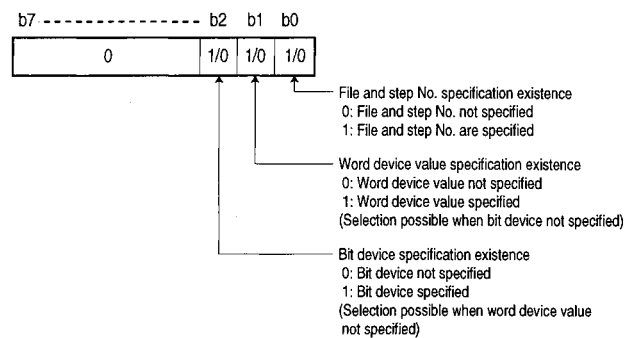 b7 ---------------- b2 b1 b0
0 1/0 1/0 1/0
File and step No. specification existence
0: File and step No. not specified
1: File and step No. are specified
Word device value specification existence
0: Word device value not specified
1: Word device value specified
(Selection possible when bit device not specified)
Bit device specification existence
0: Bit device not specified
1: Bit device specified
(Selection possible when word device value
not specified)